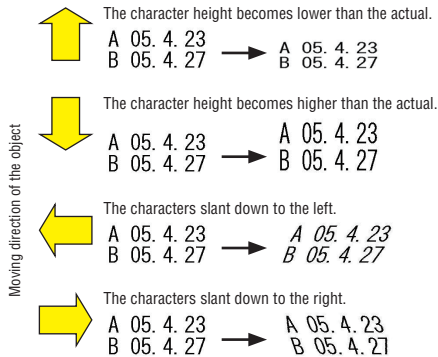 Moving direction of the object
The character height becomes lower than the actual.
A 05. 4. 23
B 05. 4. 27
A 05. 4. 23
B 05. 4. 27
The character height becomes higher than the actual.
A 05. 4. 23
B 05. 4. 27
A 05. 4. 23
B 05. 4. 27
The characters slant down to the left.
A 05. 4. 23
B 05. 4. 27
A 05. 4. 23
B 05. 4. 27
The characters slant down to the right.
A 05. 4. 23
B 05. 4. 27
A 05. 4. 23
B 05. 4. 27